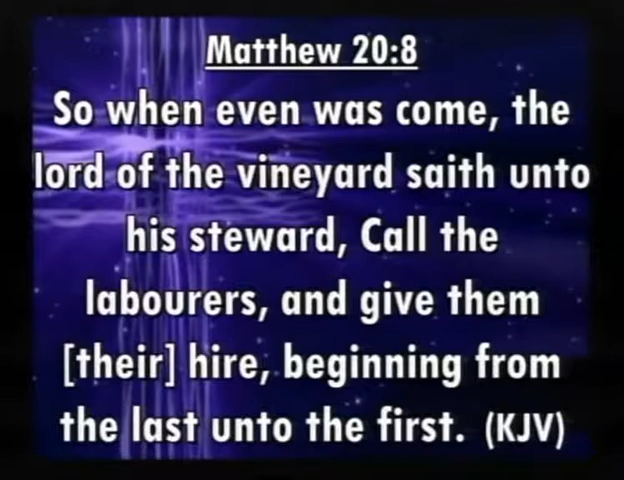 Matthew 20:8
So when even was come, the
lord of the vineyard saith unto
his steward, Call the
labourers, and give them
[their] hire, beginning from
the last unto the first. (KJV)